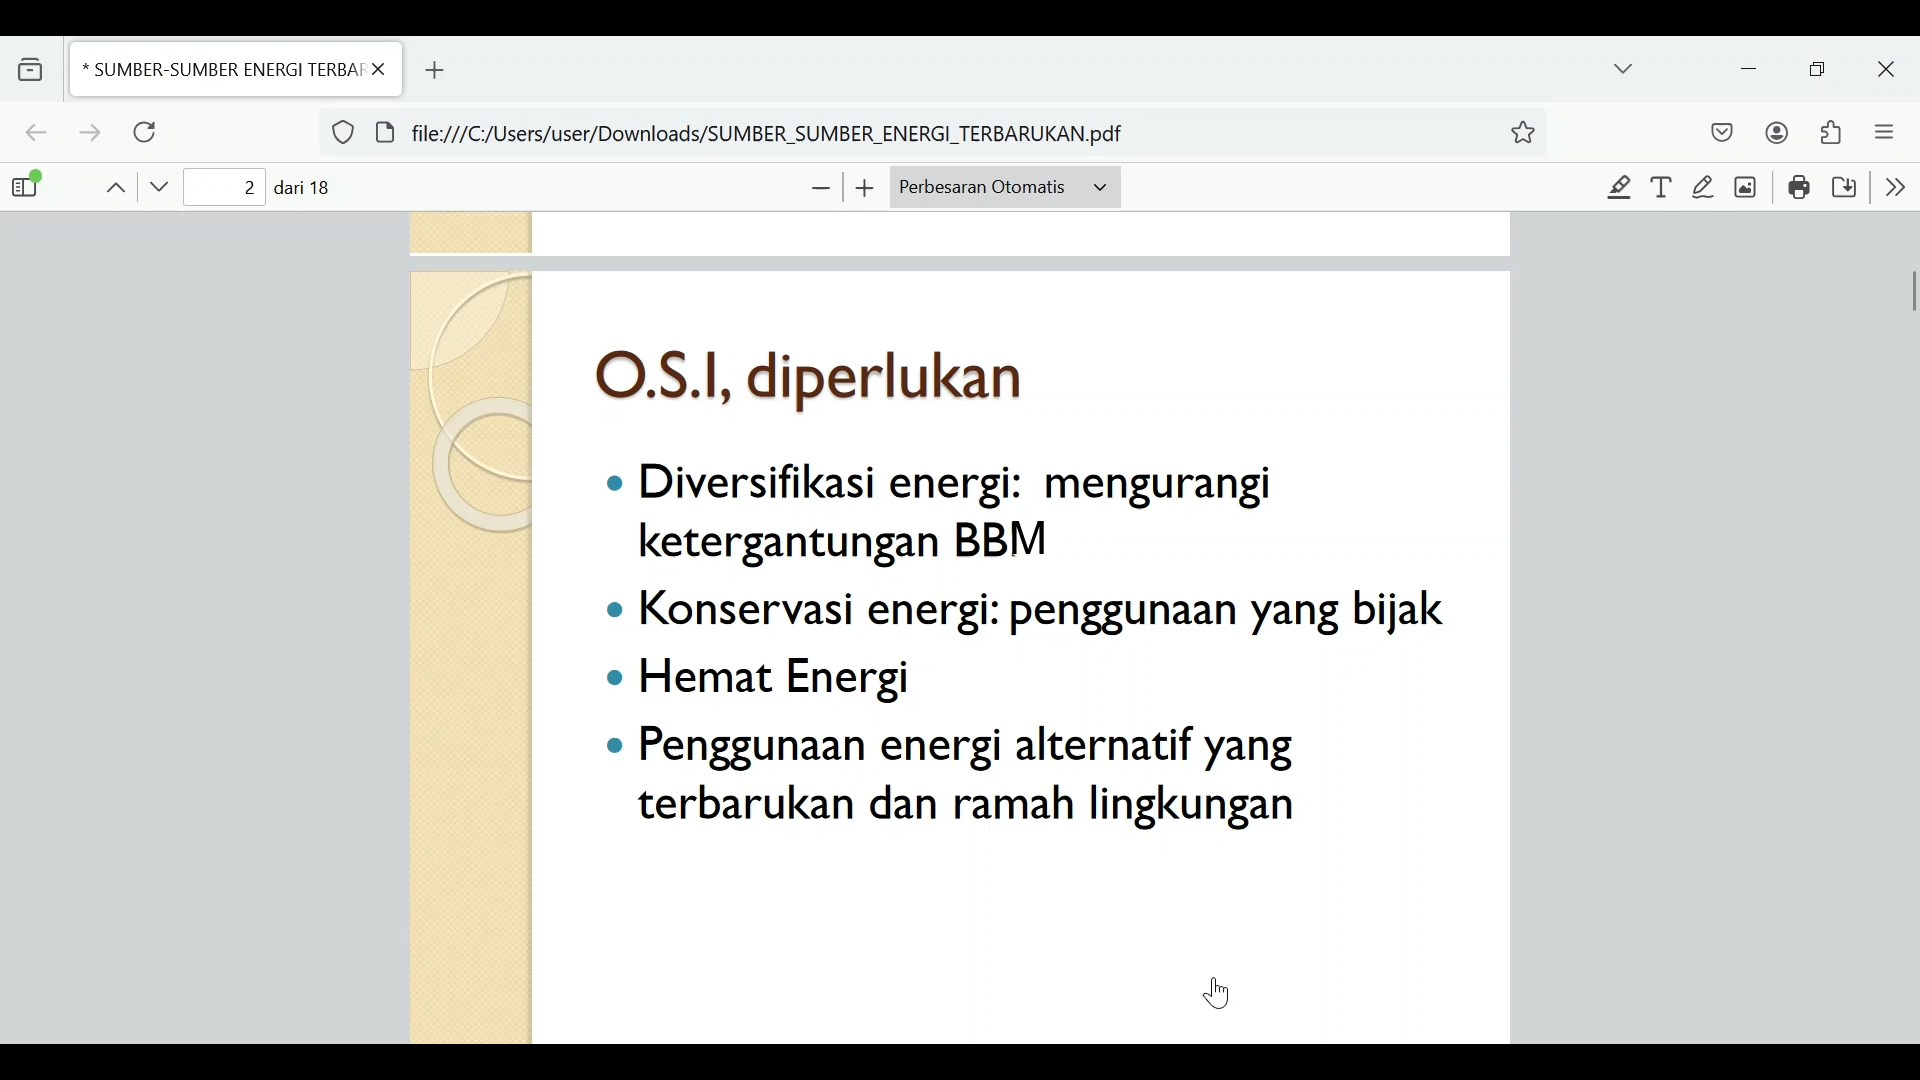 * SUMBER-SUMBER ENERGI TERBAR
file:///C:/Users/user/Downloads/SUMBER_SUMBER_ENERGI_TERBARUKAN.pdf
2 dari 18
Perbesaran Otomatis
O.S.I, diperlukan
• Diversifikasi energi: mengurangi
ketergantungan BBM
• Konservasi energi: penggunaan yang bijak
• Hemat Energi
• Penggunaan energi alternatif yang
terbarukan dan ramah lingkungan